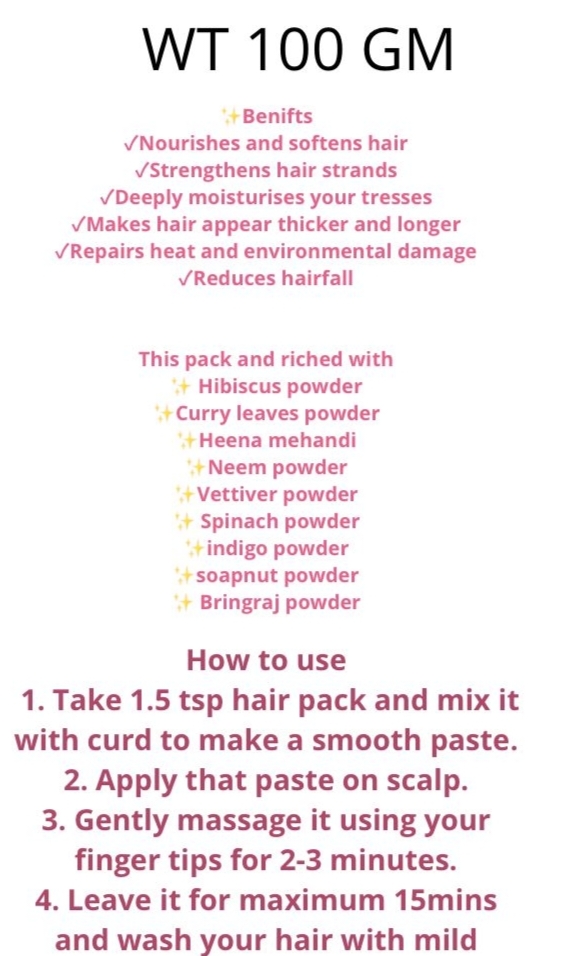 WT 100 GM
✨Benifts
✓Nourishes and softens hair
✓Strengthens hair strands
✓Deeply moisturises your tresses
✓Makes hair appear thicker and longer
✓Repairs heat and environmental damage
✓Reduces hairfall
This pack and riched with
✨ Hibiscus powder
✨Curry leaves powder
✨Heena mehandi
✨Neem powder
✨Vettiver powder
✨ Spinach powder
✨indigo powder
✨soapnut powder
✨ Bringraj powder
How to use
1. Take 1.5 tsp hair pack and mix it
with curd to make a smooth paste.
2. Apply that paste on scalp.
3. Gently massage it using your
finger tips for 2-3 minutes.
4. Leave it for maximum 15mins
and wash your hair with mild